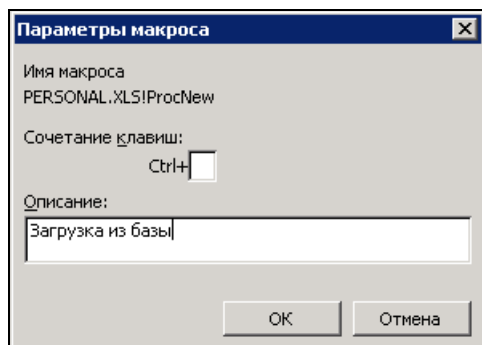 Параметры макроса
Имя макроса
PERSONAL.XLS!ProcNew
Сочетание клавиш:
Ctrl+
Описание:
Загрузка из базы
ОК Отмена